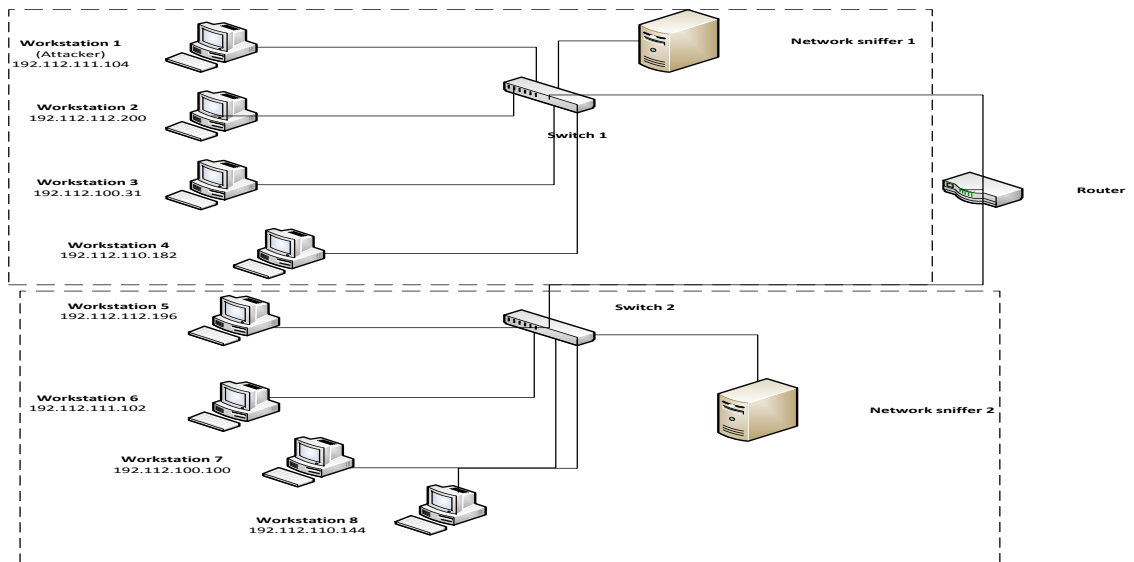 Workstation 1
(Attacker)
192.112.111.104
Network sniffer 1
Workstation 2
192.112.112.200
Switch 1
Workstation 3
192.112.100.31
Router
Workstation 4
192.112.110.182
Workstation 5
192.112.112.196
Switch 2
Workstation 6
192.112.111.102
Network sniffer 2
Workstation 7
192.112.100.100
Workstation 8
192.112.110.144